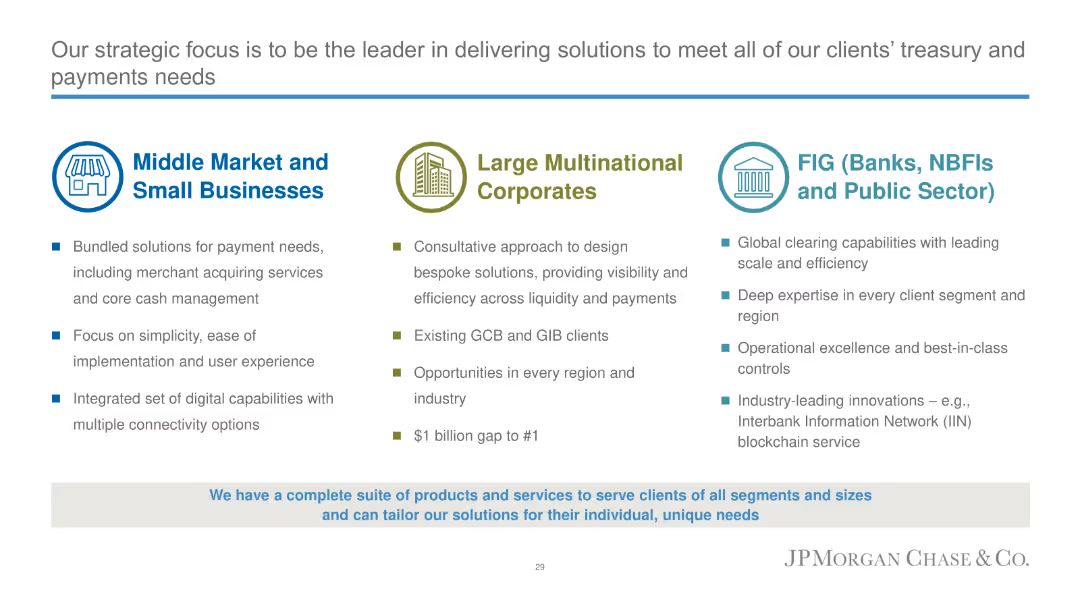 Our strategic focus is to be the leader in delivering solutions to meet all of our clients’ treasury and
payments needs
Middle Market and
Small Businesses
■ Bundled solutions for payment needs,
including merchant acquiring services
and core cash management
■ Focus on simplicity, ease of
implementation and user experience
■ Integrated set of digital capabilities with
multiple connectivity options
Large Multinational
Corporates
■ Consultative approach to design
bespoke solutions, providing visibility and
efficiency across liquidity and payments
■ Existing GCB and GIB clients
■ Opportunities in every region and
industry
■ $1 billion gap to #1
FIG (Banks, NBFIs
and Public Sector)
■ Global clearing capabilities with leading
scale and efficiency
■ Deep expertise in every client segment and
region
■ Operational excellence and best-in-class
controls
■ Industry-leading innovations – e.g.,
Interbank Information Network (IIN)
blockchain service
We have a complete suite of products and services to serve clients of all segments and sizes
and can tailor our solutions for their individual, unique needs
29
JPMORGAN CHASE & CO.